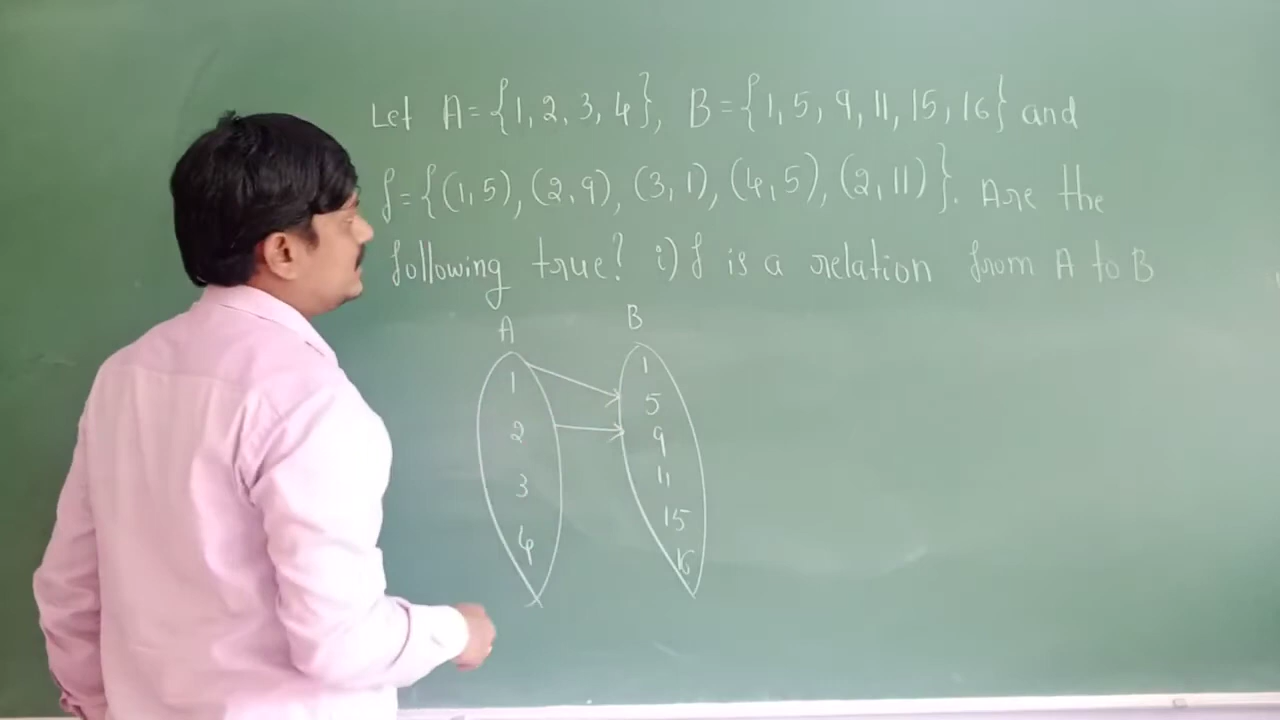 Let A={1,2,3,4}, B={1,5,9,11,15,16} and
f={(1,5),(2,9),(3,1),(4,5),(2,11)}. Are the
following true? i) f is a relation from A to B
A B
1 1
2 5
3 9
4 11
15
16